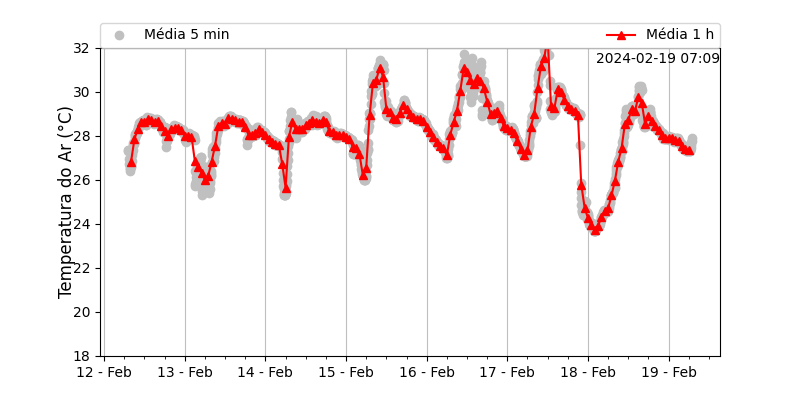 Média 5 min
Média 1 h
2024-02-19 07:09
Temperatura do Ar (°C)
32
30
28
26
24
22
20
18
12 - Feb
13 - Feb
14 - Feb
15 - Feb
16 - Feb
17 - Feb
18 - Feb
19 - Feb